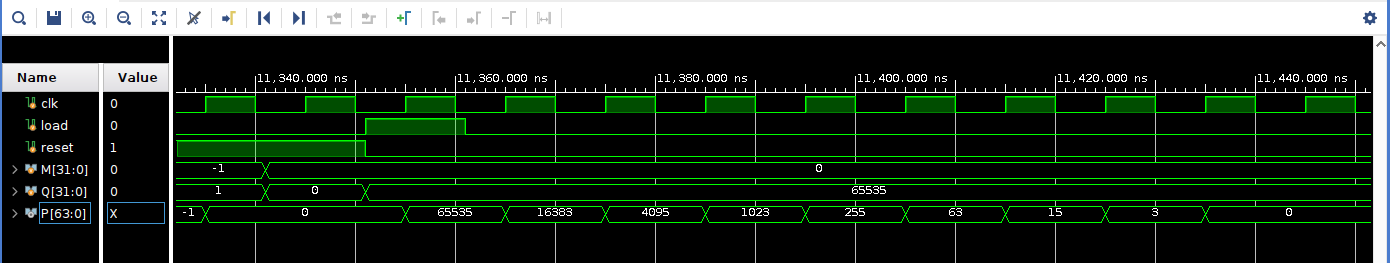 11,340.000 ns 11,360.000 ns 11,380.000 ns 11,400.000 ns 11,420.000 ns 11,440.000 ns
Name Value
clk 0
load 0
reset 1
M[31:0] 0 -1 0
Q[31:0] 0 1 0 65535
P[63:0] X -1 0 65535 16383 4095 1023 255 63 15 3 0